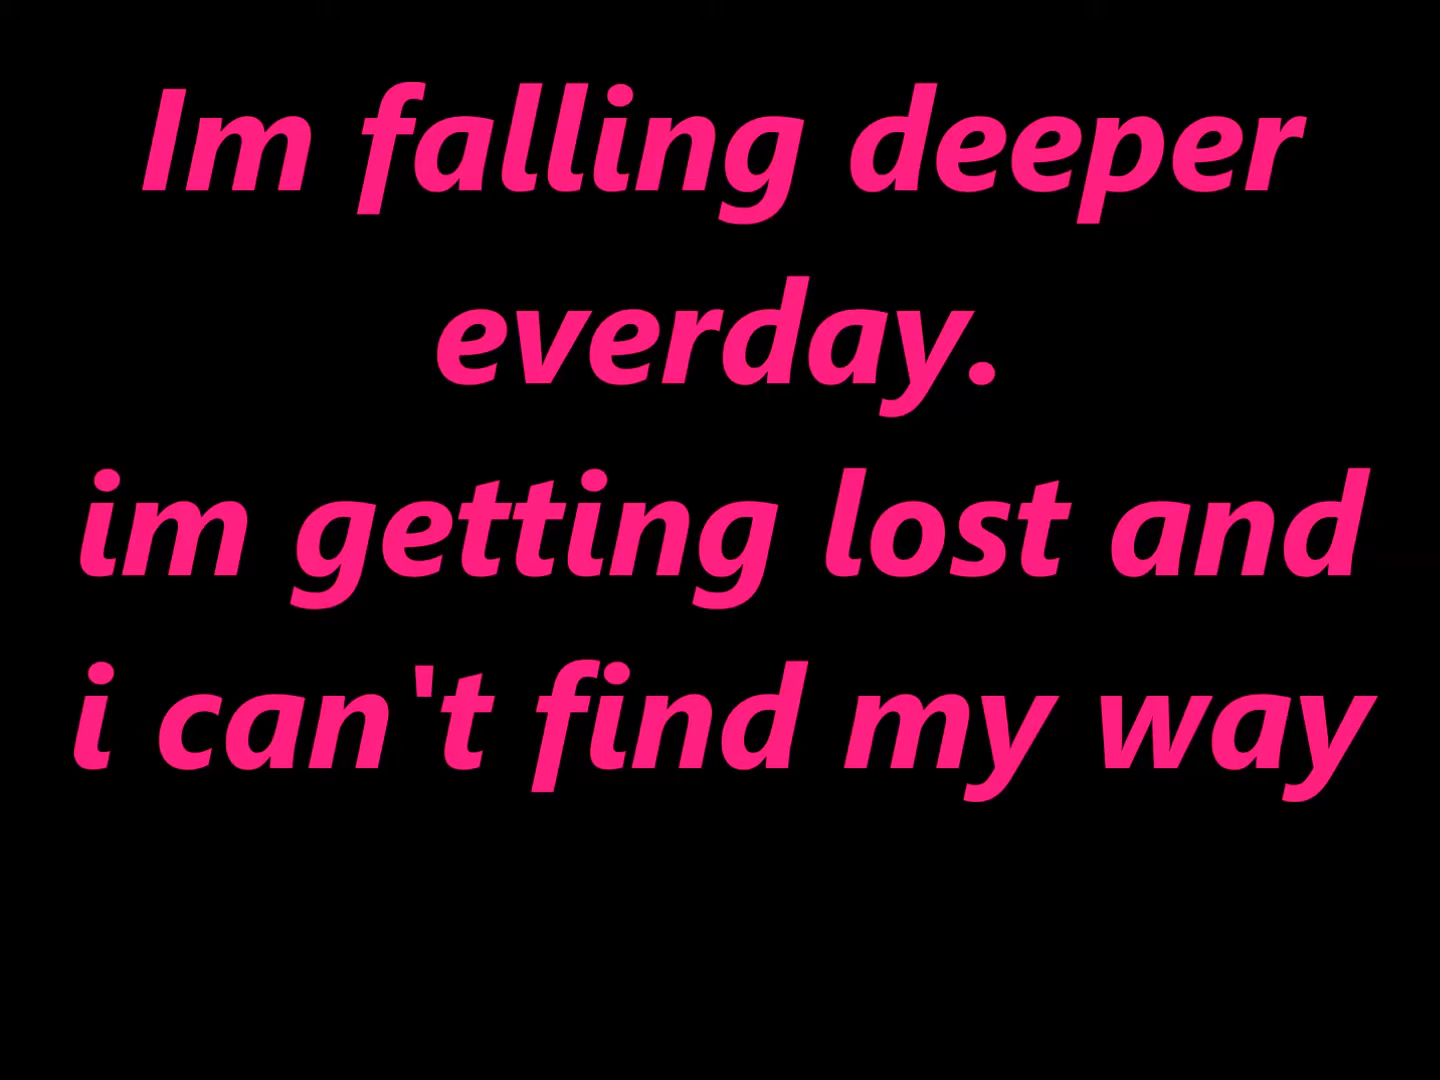 Im falling deeper
everday.
im getting lost and
i can't find my way